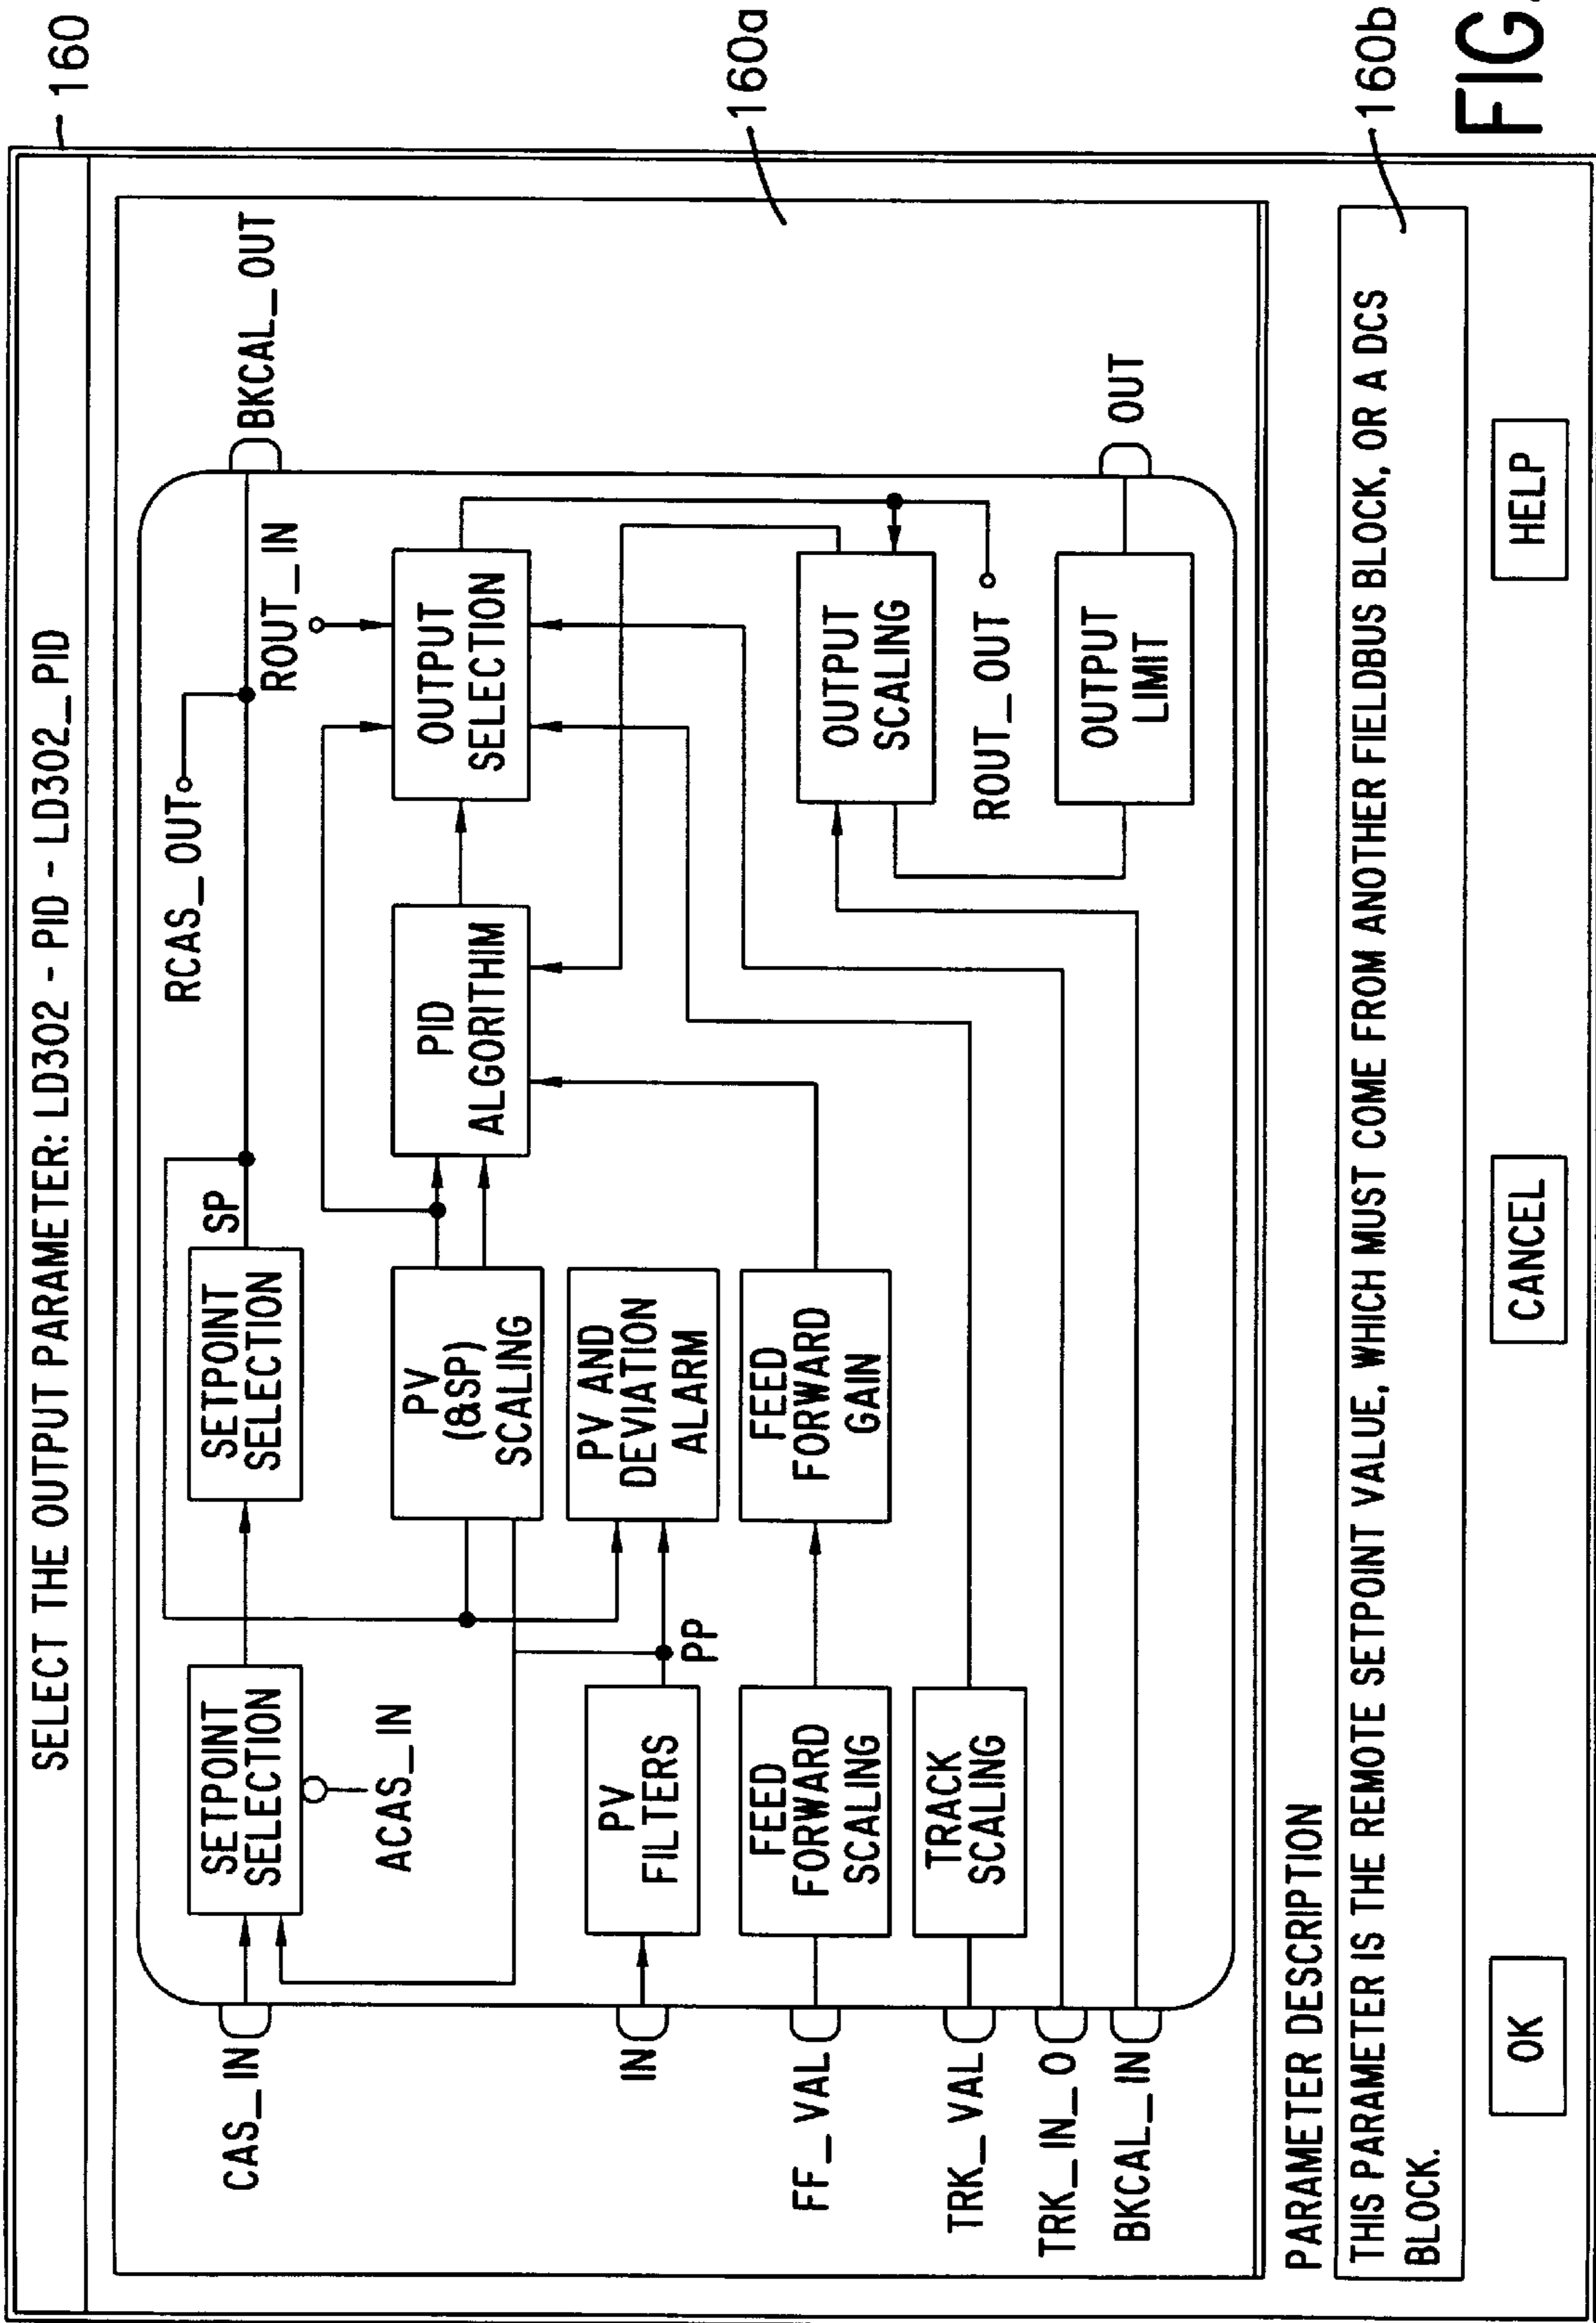 160
SELECT THE OUTPUT PARAMETER: LD302 - PID - LD302_PID
RCAS_OUT
BKCAL_OUT
CAS_IN
SETPOINT
SELECTION
SETPOINT
SELECTION
SP
ROUT_IN
ACAS_IN
PV
(&SP)
SCALING
PID
ALGORITHIM
OUTPUT
SELECTION
IN
PV
FILTERS
PP
PV AND
DEVIATION
ALARM
160a
FF_VAL
FEED
FORWARD
SCALING
FEED
FORWARD
GAIN
OUTPUT
SCALING
TRK_VAL
TRACK
SCALING
ROUT_OUT
TRK_IN_O
BKCAL_IN
OUTPUT
LIMIT
OUT
PARAMETER DESCRIPTION
THIS PARAMETER IS THE REMOTE SETPOINT VALUE, WHICH MUST COME FROM ANOTHER FIELDBUS BLOCK, OR A DCS
BLOCK.
160b
OK
CANCEL
HELP
FIG.